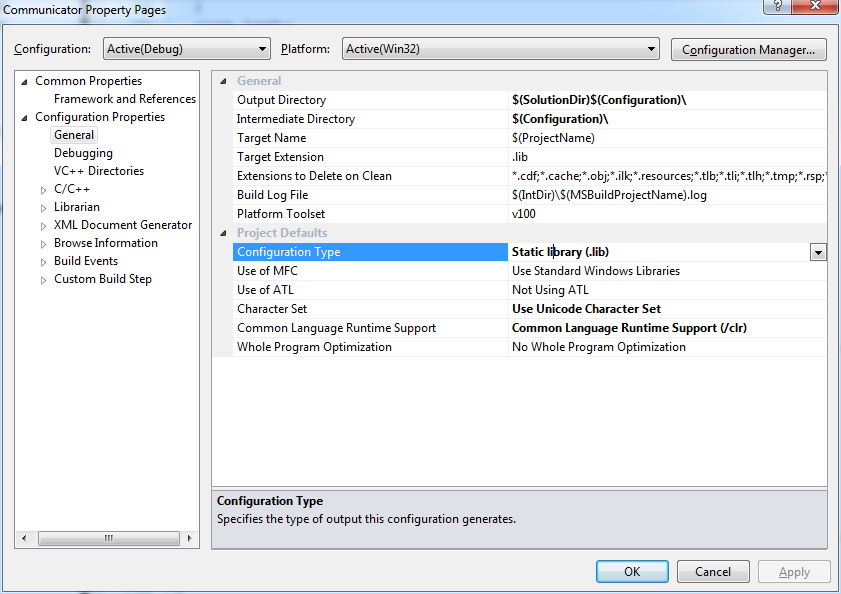 Communicator Property Pages
Configuration: Active(Debug) Platform: Active(Win32) Configuration Manager...
Common Properties
Framework and References
Configuration Properties
General
Debugging
VC++ Directories
C/C++
Librarian
XML Document Generator
Browse Information
Build Events
Custom Build Step
General
Output Directory $(SolutionDir)$(Configuration)\
Intermediate Directory $(Configuration)\
Target Name $(ProjectName)
Target Extension .lib
Extensions to Delete on Clean *.cdf;*.cache;*.obj;*.ilk;*.resources;*.tlb;*.tli;*.tlh;*.tmp;*.rsp;
Build Log File $(IntDir)\$(MSBuildProjectName).log
Platform Toolset v100
Project Defaults
Configuration Type Static library (.lib)
Use of MFC Use Standard Windows Libraries
Use of ATL Not Using ATL
Character Set Use Unicode Character Set
Common Language Runtime Support Common Language Runtime Support (/clr)
Whole Program Optimization No Whole Program Optimization
Configuration Type
Specifies the type of output this configuration generates.
OK Cancel Apply